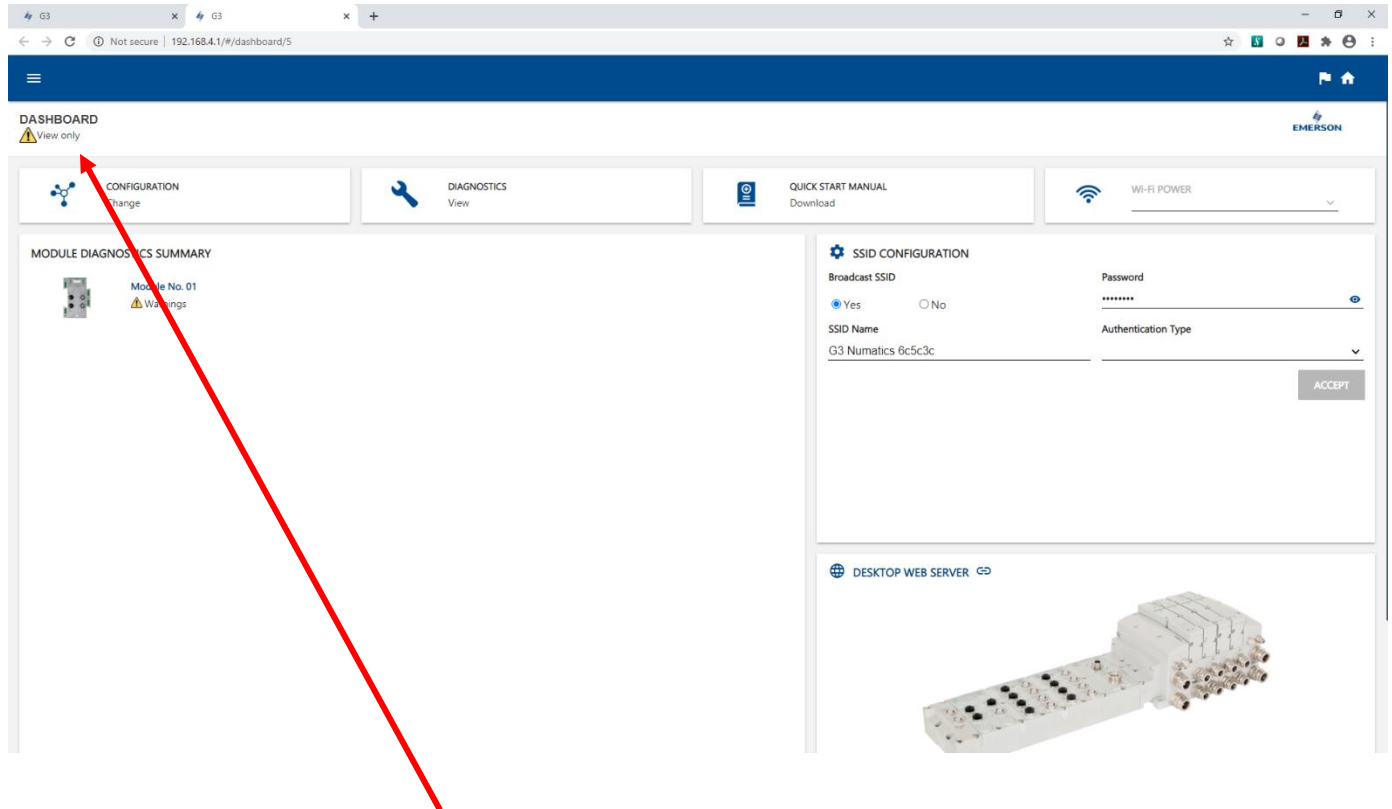 G3
G3
Not secure | 192.168.4.1/#/dashboard/5
DASHBOARD
View only
EMERSON
CONFIGURATION
Change
DIAGNOSTICS
View
QUICK START MANUAL
Download
WI-FI POWER
MODULE DIAGNOSTICS SUMMARY
Module No. 01
Warnings
SSID CONFIGURATION
Broadcast SSID
Password
Yes
No
••••••••
SSID Name
Authentication Type
G3 Numatics 6c5c3c
ACCEPT
DESKTOP WEB SERVER